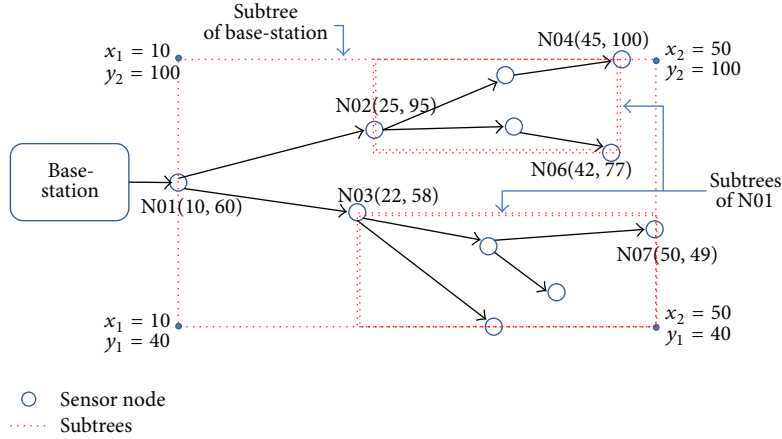 Subtree
of base-station
x₁ = 10
y₂ = 100
N04(45, 100)
x₂ = 50
y₂ = 100
N02(25, 95)
Base-
station
N06(42, 77)
N01(10, 60)
N03(22, 58)
Subtrees
of N01
N07(50, 49)
x₁ = 10
y₁ = 40
x₂ = 50
y₁ = 40
Sensor node
Subtrees